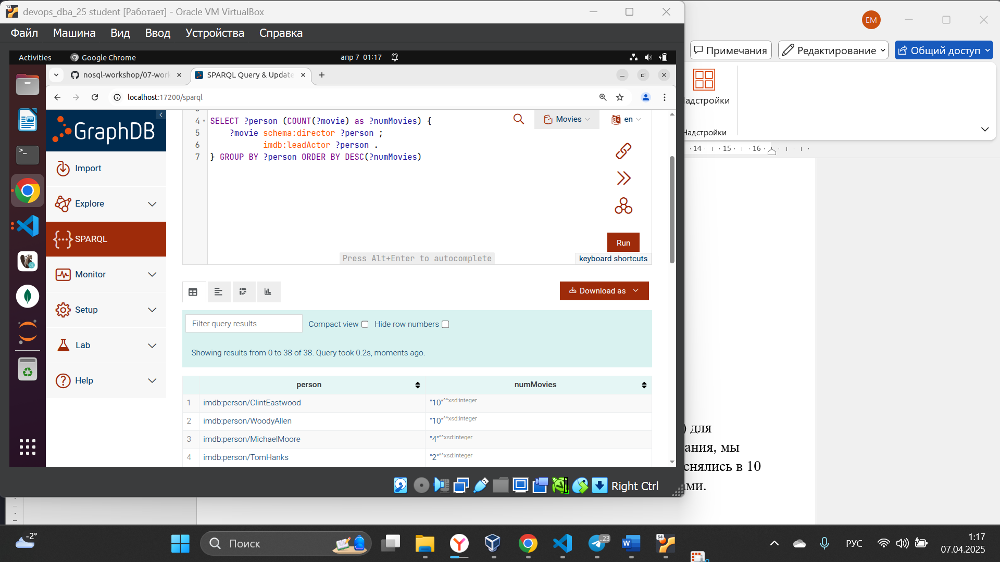 devops_dba_25 student [Работает] - Oracle VM VirtualBox
Файл Машина Вид Ввод Устройства Справка
Activities Google Chrome апр 7 01:17
nosql-workshop/07-wor SPARQL Query & Update
localhost:17200/sparql
GraphDB
Import
Explore
SPARQL
Monitor
Setup
Lab
Help
Movies en
4 SELECT ?person (COUNT(?movie) as ?numMovies) {
5 ?movie schema:director ?person ;
6 imdb:leadActor ?person .
7 } GROUP BY ?person ORDER BY DESC(?numMovies)
Run
Press Alt+Enter to autocomplete
keyboard shortcuts
Download as
Filter query results Compact view Hide row numbers
Showing results from 0 to 38 of 38. Query took 0.2s, moments ago.
person numMovies
1 imdb:person/ClintEastwood "10"^^xsd:integer
2 imdb:person/WoodyAllen "10"^^xsd:integer
3 imdb:person/MichaelMoore "4"^^xsd:integer
4 imdb:person/TomHanks "2"^^xsd:integer
Right Ctrl
EM
Примечания Редактирование Общий доступ
адстройки
Надстройки
14 15 16
) для
ания, мы
снялись в 10
ами.
-2°
Поиск
..23
64
РУС
1:17
07.04.2025